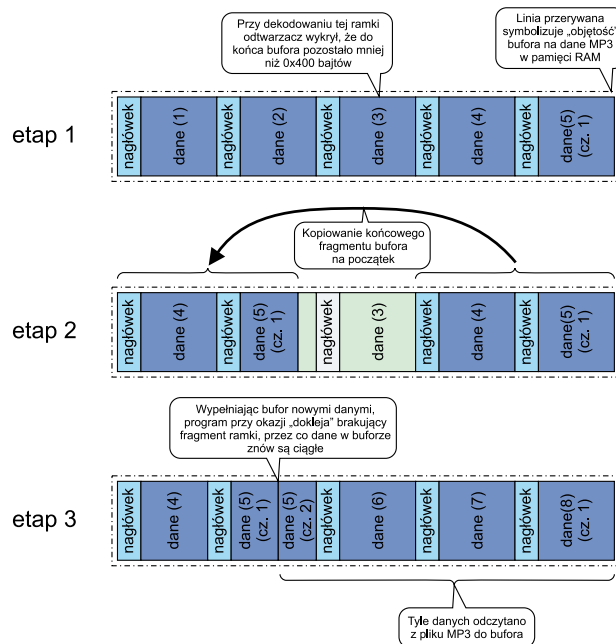 Przy dekodowaniu tej ramki
odtwarzacz wykrył, że do
końca bufora pozostało mniej
niż 0x400 bajtów
Linia przerywana
symbolizuje „objętość”
bufora na dane MP3
w pamięci RAM
etap 1
nagłówek
dane (1)
nagłówek
dane (2)
nagłówek
dane (3)
nagłówek
dane (4)
nagłówek
dane(5)
(cz. 1)
Kopiowanie końcowego
fragmentu bufora
na początek
etap 2
nagłówek
dane (4)
nagłówek
dane (5)
(cz. 1)
nagłówek
dane (3)
nagłówek
dane (4)
nagłówek
dane(5)
(cz. 1)
Wypełniając bufor nowymi danymi,
program przy okazji „dokleja” brakujący
fragment ramki, przez co dane w buforze
znów są ciągłe
etap 3
nagłówek
dane (4)
nagłówek
dane (5)
(cz. 1)
dane (5)
(cz. 2)
nagłówek
dane (6)
nagłówek
dane (7)
nagłówek
dane(8)
(cz. 1)
Tyle danych odczytano
z pliku MP3 do bufora